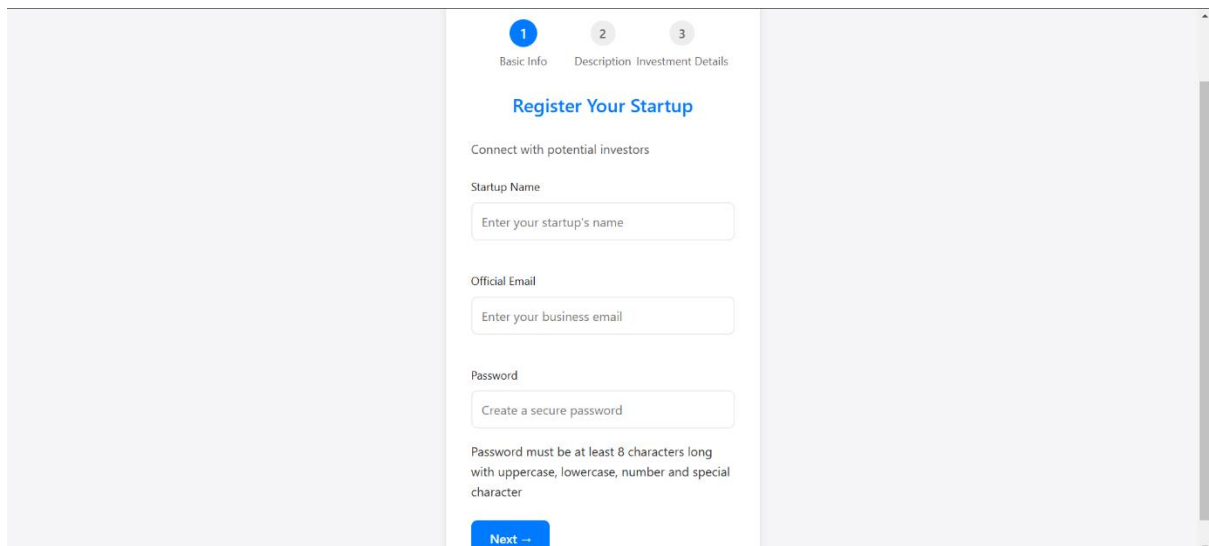 1 2 3
Basic Info Description Investment Details
Register Your Startup
Connect with potential investors
Startup Name
Enter your startup's name
Official Email
Enter your business email
Password
Create a secure password
Password must be at least 8 characters long
with uppercase, lowercase, number and special
character
Next →